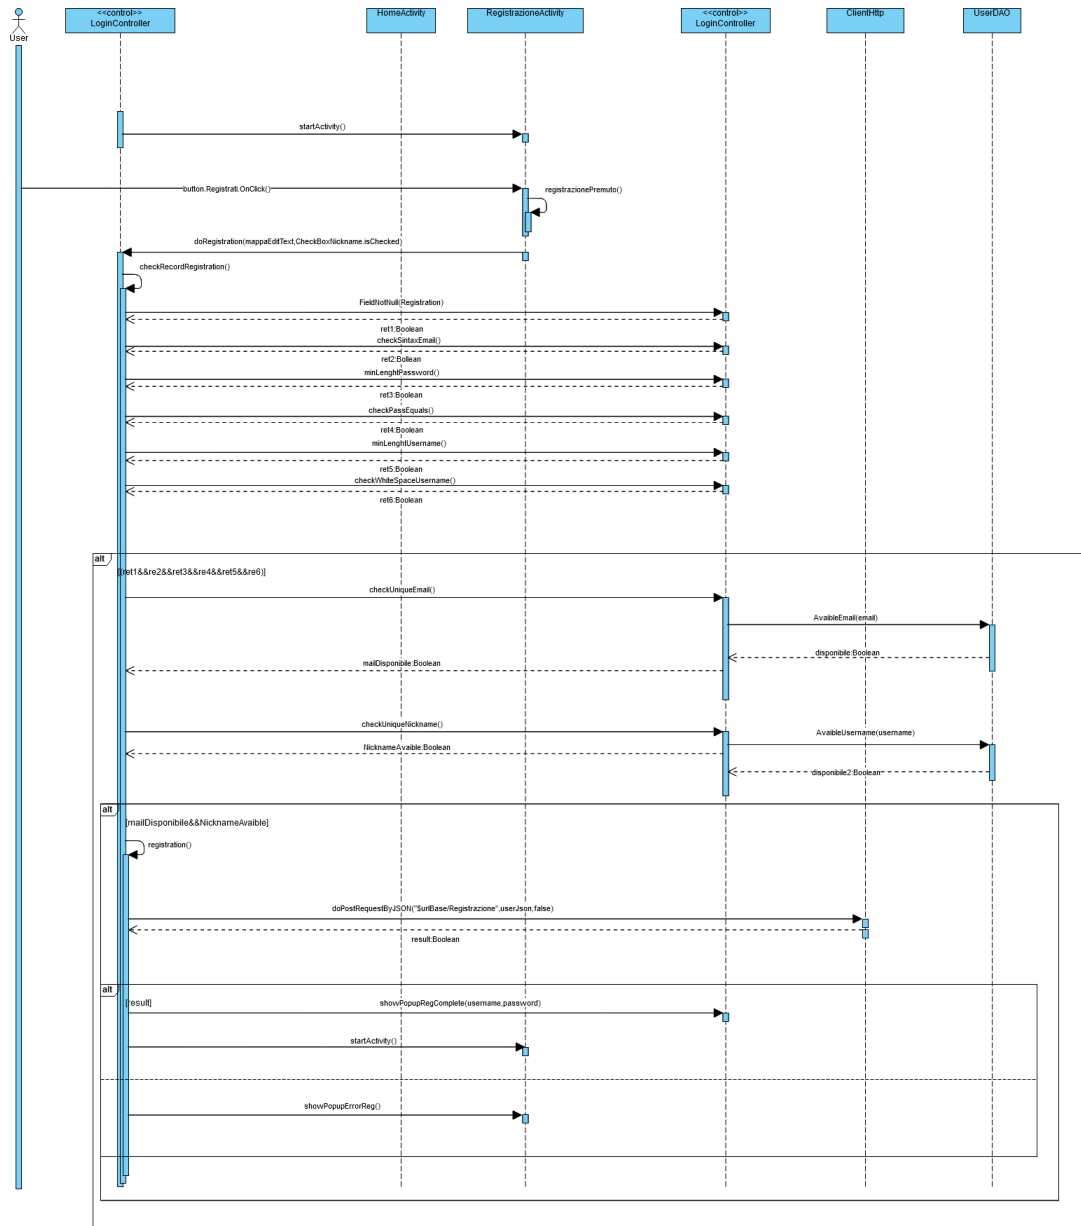 <<control>>
LoginController
HomeActivity
RegistrazioneActivity
<<control>>
LoginController
ClientHttp
UserDAO
User
startActivity()
button.Registrati.OnClick()
registrazionePremuto()
doRegistration(mappaEditText,CheckBoxNickname.isChecked)
checkRecordRegistration()
FieldNotNull(Registration)
ret1:Boolean
checkSintaxEmail()
ret2:Bollean
minLenghtPassword()
ret3:Boolean
checkPassEquals()
ret4:Boolean
minLenghtUsername()
ret5:Boolean
checkWhiteSpaceUsername()
ret6:Boolean
alt
[(ret1&&re2&&ret3&&re4&&ret5&&re6)]
checkUniqueEmail()
AvaibleEmail(email)
disponibile:Boolean
mailDisponibile:Boolean
checkUniqueNickname()
AvaibleUsername(username)
NicknameAvaible:Boolean
disponibile2:Boolean
alt
[mailDisponibile&&NicknameAvaible]
registration()
doPostRequestByJSON("$urlBase/Registrazione",userJson,false)
result:Boolean
alt
[result]
showPopupRegComplete(username,password)
startActivity()
showPopupErrorReg()